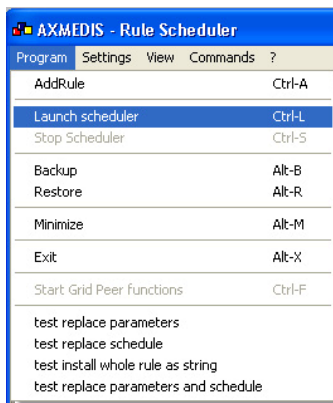 AXMEDIS - Rule Scheduler
Program Settings View Commands ?
AddRule Ctrl-A
Launch scheduler Ctrl-L
Stop Scheduler Ctrl-S
Backup Alt-B
Restore Alt-R
Minimize Alt-M
Exit Alt-X
Start Grid Peer functions Ctrl-F
test replace parameters
test replace schedule
test install whole rule as string
test replace parameters and schedule